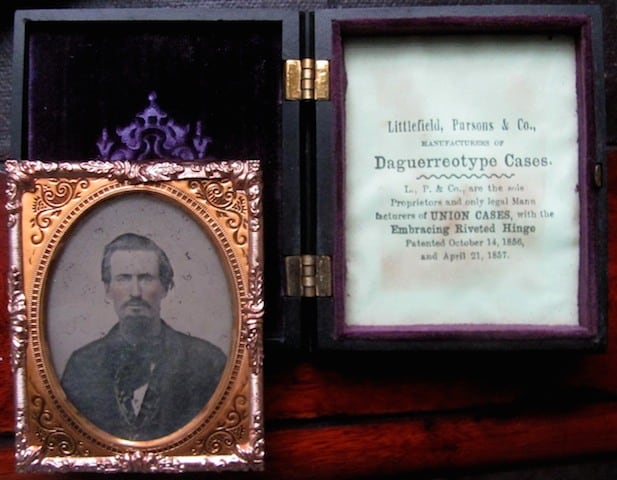 Littlefield, Parsons & Co.,
MANUFACTURERS OF
Daguerreotype Cases.
L., P. & Co., are the sole
Proprietors and only legal Manu
facturers of UNION CASES, with the
Embracing Riveted Hinge
Patented October 14, 1856,
and April 21, 1857.